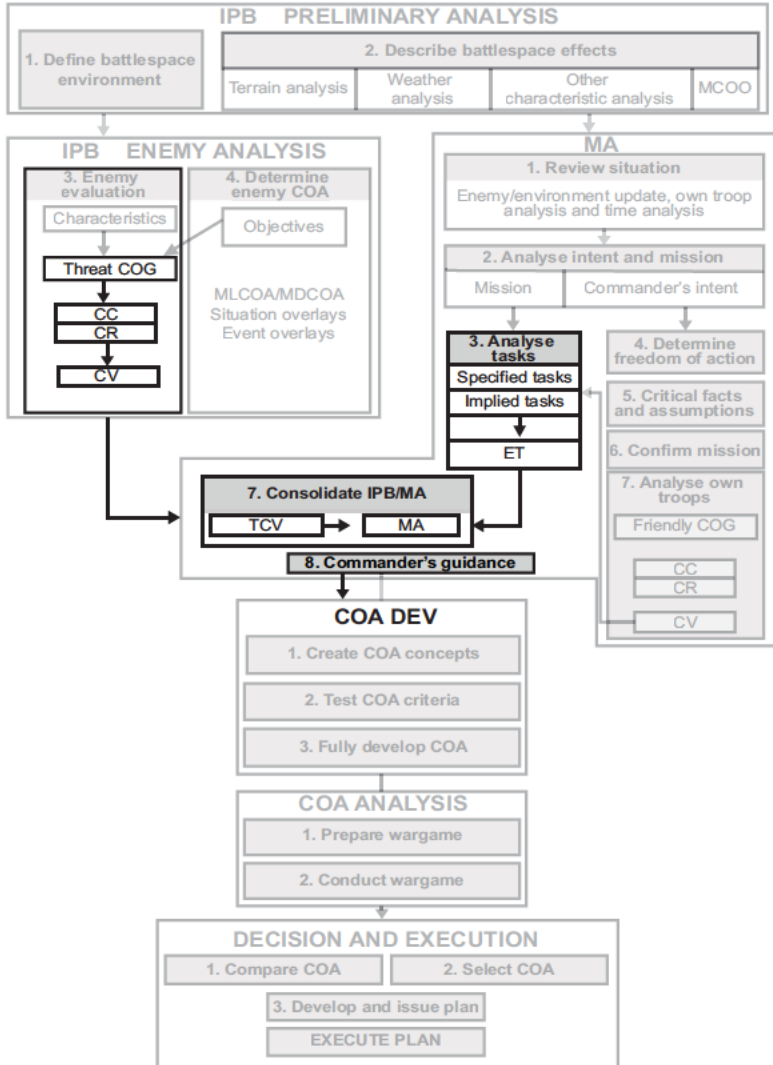 IPB PRELIMINARY ANALYSIS
1. Define battlespace
environment
2. Describe battlespace effects
Terrain analysis
Weather
analysis
Other
characteristic analysis
MCOO
IPB ENEMY ANALYSIS
3. Enemy
evaluation
Characteristics
Threat COG
CC
CR
CV
4. Determine
enemy COA
Objectives
MLCOA/MDCOA
Situation overlays
Event overlays
MA
1. Review situation
Enemy/environment update, own troop
analysis and time analysis
2. Analyse intent and mission
Mission
Commander's intent
3. Analyse
tasks
Specified tasks
Implied tasks
ET
4. Determine
freedom of action
5. Critical facts
and assumptions
6. Confirm mission
7. Analyse own
troops
Friendly COG
CC
CR
CV
7. Consolidate IPB/MA
TCV
MA
8. Commander's guidance
COA DEV
1. Create COA concepts
2. Test COA criteria
3. Fully develop COA
COA ANALYSIS
1. Prepare wargame
2. Conduct wargame
DECISION AND EXECUTION
1. Compare COA
2. Select COA
3. Develop and issue plan
EXECUTE PLAN